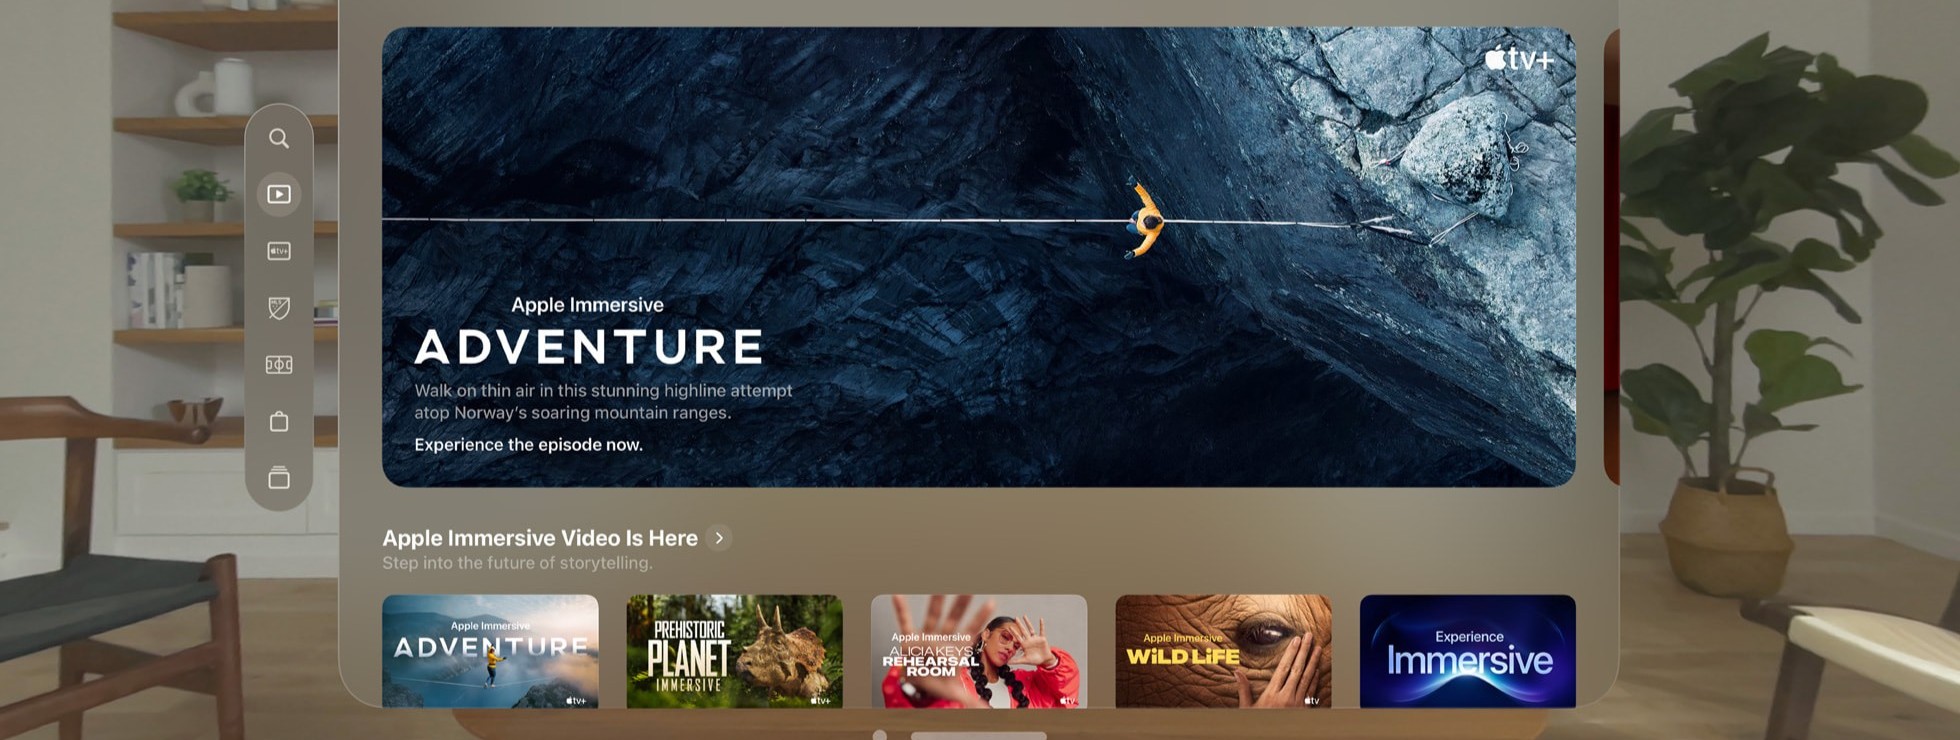 tv+
Apple Immersive
ADVENTURE
Walk on thin air in this stunning highline attempt
atop Norway's soaring mountain ranges.
Experience the episode now.
tv+
MLS
Apple Immersive Video Is Here
Step into the future of storytelling.
Apple Immersive
ADVENTURE
tv+
PREHISTORIC
PLANET
IMMERSIVE
tv+
Apple Immersive
ALICIA KEYS
REHEARSAL
ROOM
tv+
Apple Immersive
WiLD LiFE
tv
Experience
Immersive